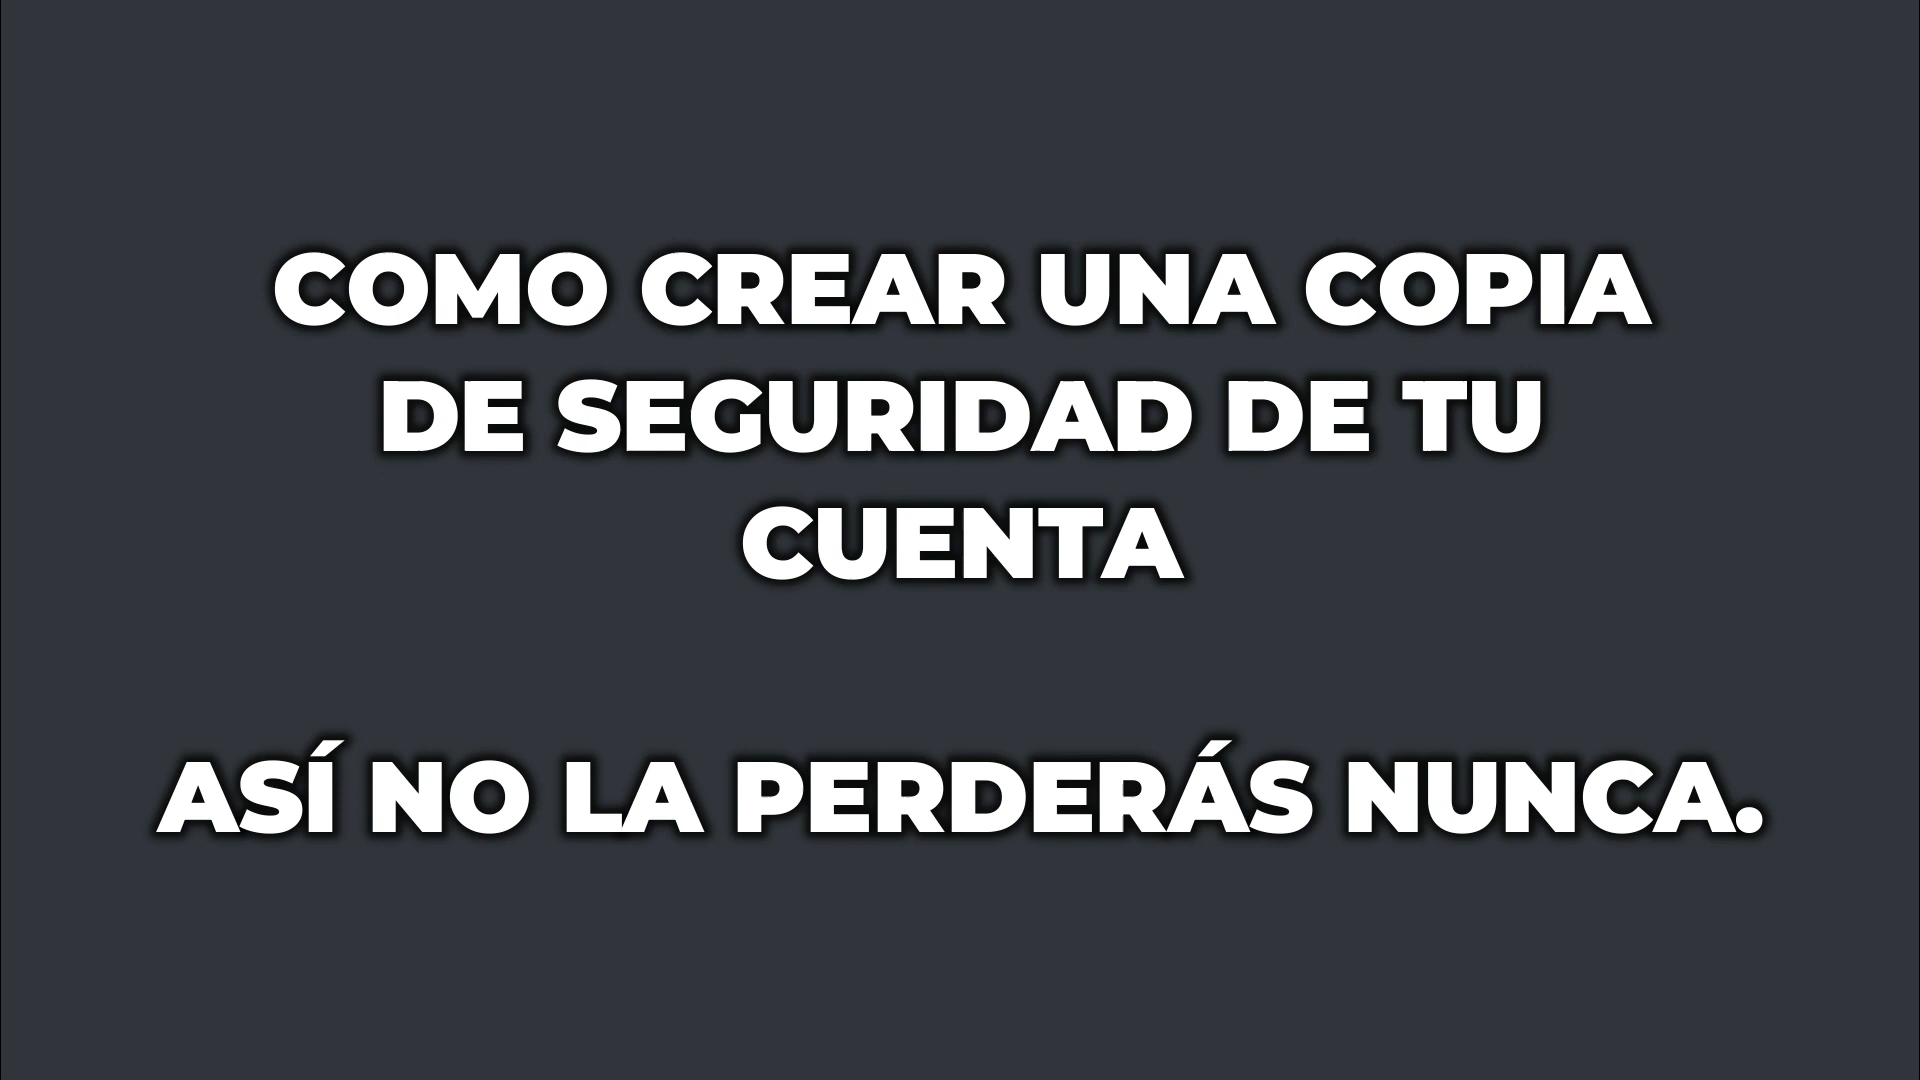 COMO CREAR UNA COPIA
DE SEGURIDAD DE TU
CUENTA
ASÍ NO LA PERDERÁS NUNCA.